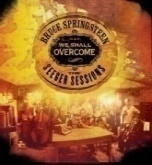 BRUCE SPRINGSTEEN
WE SHALL
OVERCOME
THE
SEEGER SESSIONS